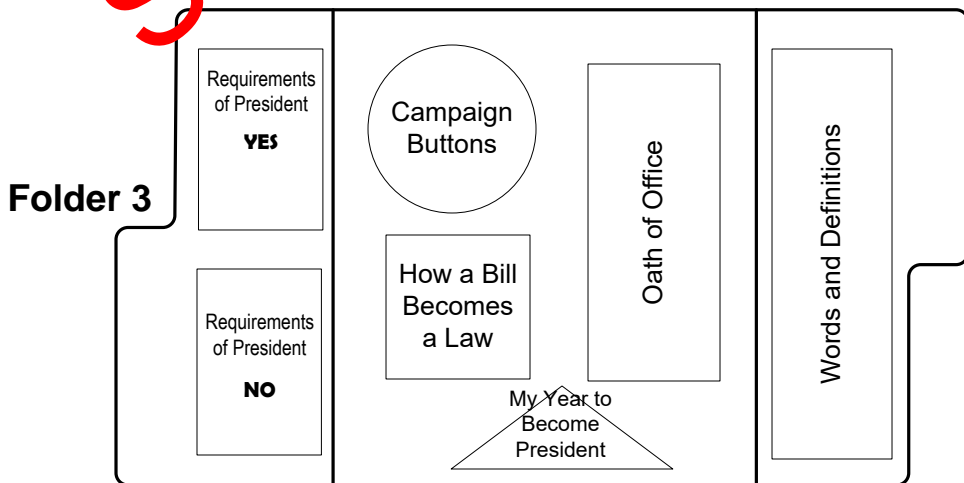 Folder 3
Requirements
of President
YES
Requirements
of President
NO
Campaign
Buttons
How a Bill
Becomes
a Law
My Year to
Become
President
Oath of Office
Words and Definitions